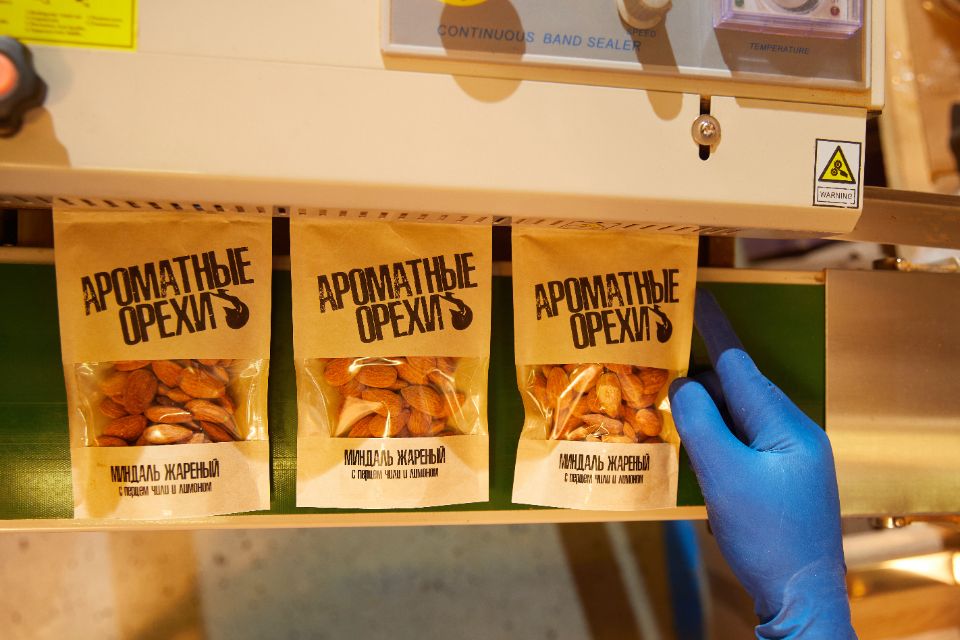 CONTINUOUS BAND SEALER
SPEED
TEMPERATURE
WARNING
АРОМАТНЫЕ
ОРЕХИ
МИНДАЛЬ ЖАРЕНЫЙ
с перцем чили и лимоном
АРОМАТНЫЕ
ОРЕХИ
МИНДАЛЬ ЖАРЕНЫЙ
с перцем чили и лимоном
АРОМАТНЫЕ
ОРЕХИ
МИНДАЛЬ ЖАРЕНЫЙ
с перцем чили и лимоном